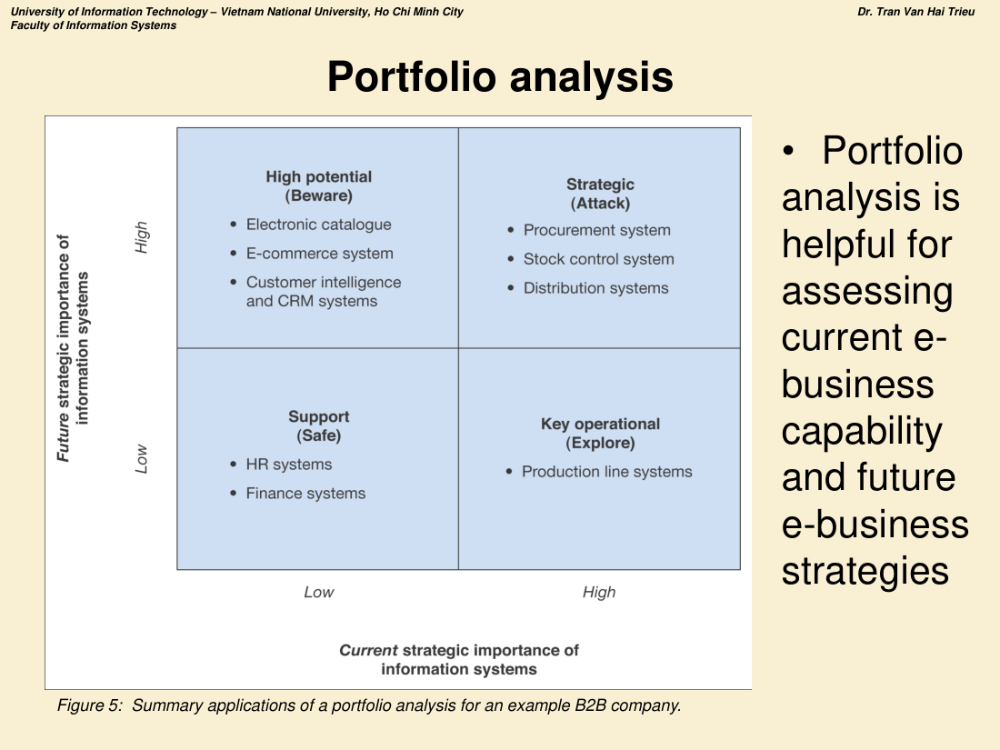 University of Information Technology – Vietnam National University, Ho Chi Minh City
Faculty of Information Systems
Dr. Tran Van Hai Trieu
Portfolio analysis
Future strategic importance of
information systems
High
Low
High potential
(Beware)
• Electronic catalogue
• E-commerce system
• Customer intelligence
and CRM systems
Strategic
(Attack)
• Procurement system
• Stock control system
• Distribution systems
Support
(Safe)
• HR systems
• Finance systems
Key operational
(Explore)
• Production line systems
Low
High
Current strategic importance of
information systems
Figure 5: Summary applications of a portfolio analysis for an example B2B company.
• Portfolio
analysis is
helpful for
assessing
current e-
business
capability
and future
e-business
strategies